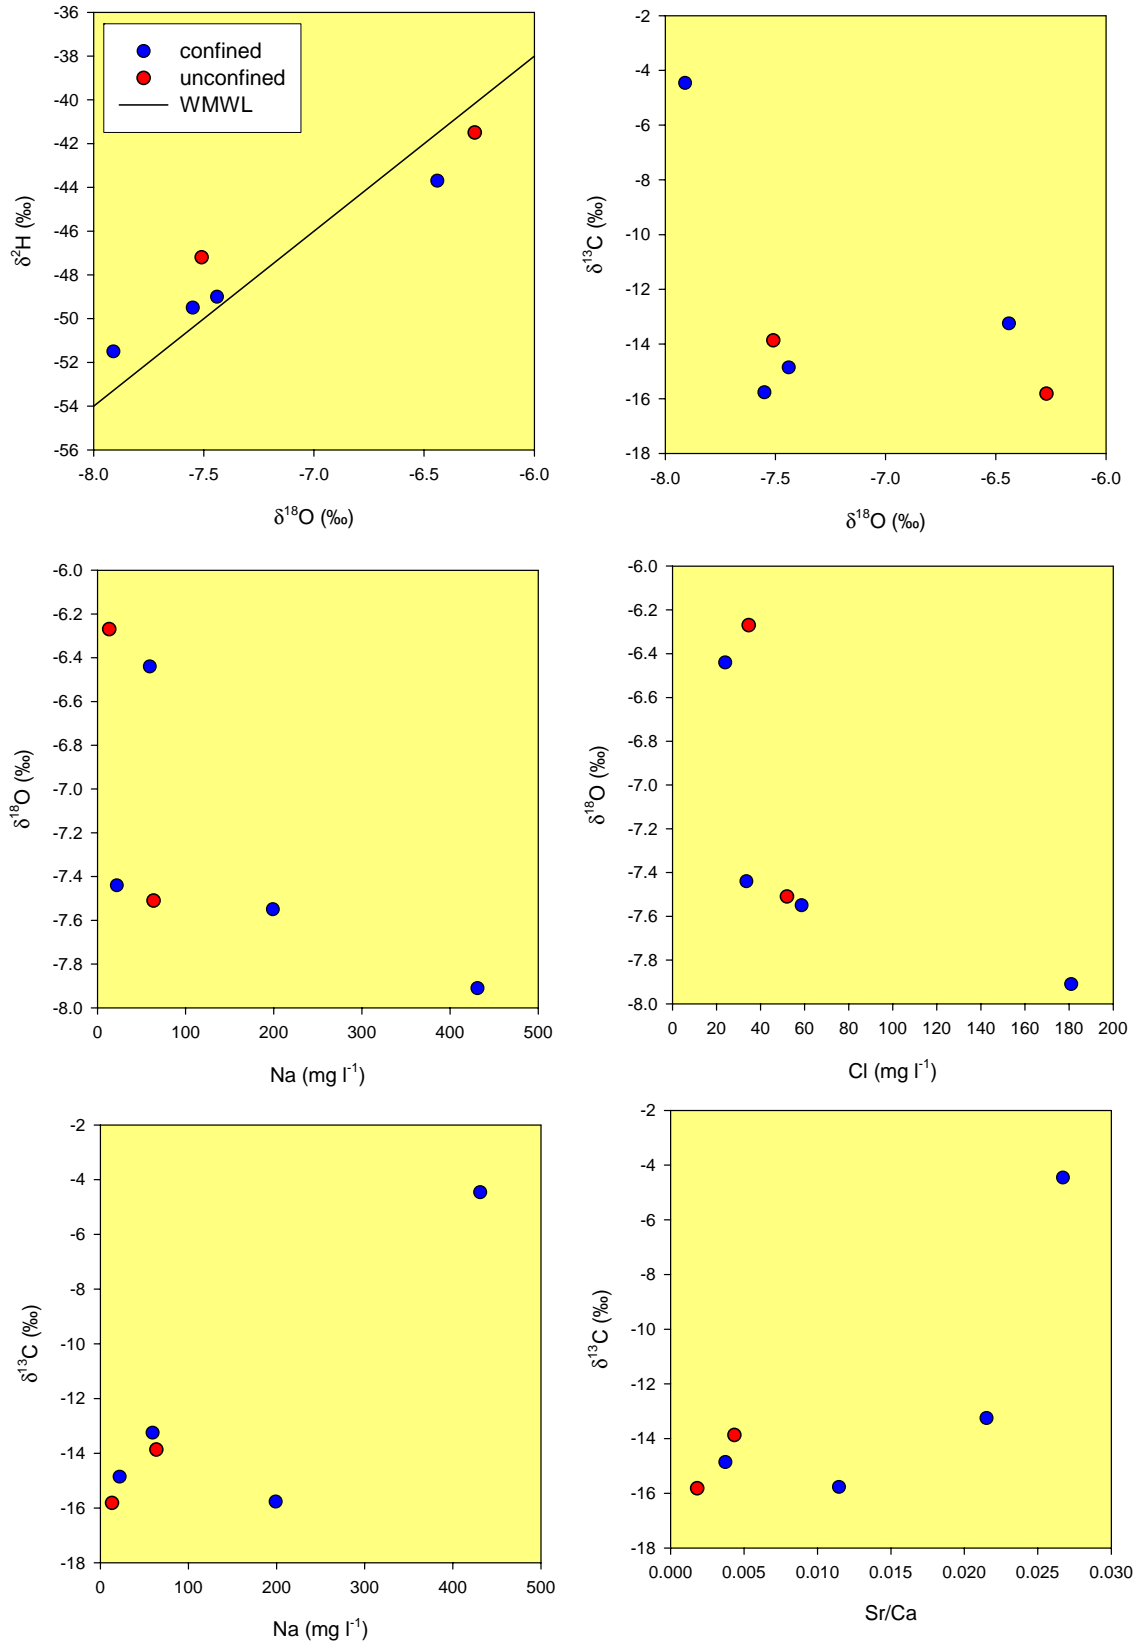 -36
-38
-40
-42
-44
-46
-48
-50
-52
-54
-56
confined
unconfined
WMWL
δ²H (‰)
-8.0 -7.5 -7.0 -6.5 -6.0
δ¹⁸O (‰)
-2
-4
-6
-8
-10
-12
-14
-16
-18
δ¹³C (‰)
-8.0 -7.5 -7.0 -6.5 -6.0
δ¹⁸O (‰)
-6.0
-6.2
-6.4
-6.6
-6.8
-7.0
-7.2
-7.4
-7.6
-7.8
-8.0
δ¹⁸O (‰)
0 100 200 300 400 500
Na (mg l⁻¹)
-6.0
-6.2
-6.4
-6.6
-6.8
-7.0
-7.2
-7.4
-7.6
-7.8
-8.0
δ¹⁸O (‰)
0 20 40 60 80 100 120 140 160 180 200
Cl (mg l⁻¹)
-2
-4
-6
-8
-10
-12
-14
-16
-18
δ¹³C (‰)
0 100 200 300 400 500
Na (mg l⁻¹)
-2
-4
-6
-8
-10
-12
-14
-16
-18
δ¹³C (‰)
0.000 0.005 0.010 0.015 0.020 0.025 0.030
Sr/Ca